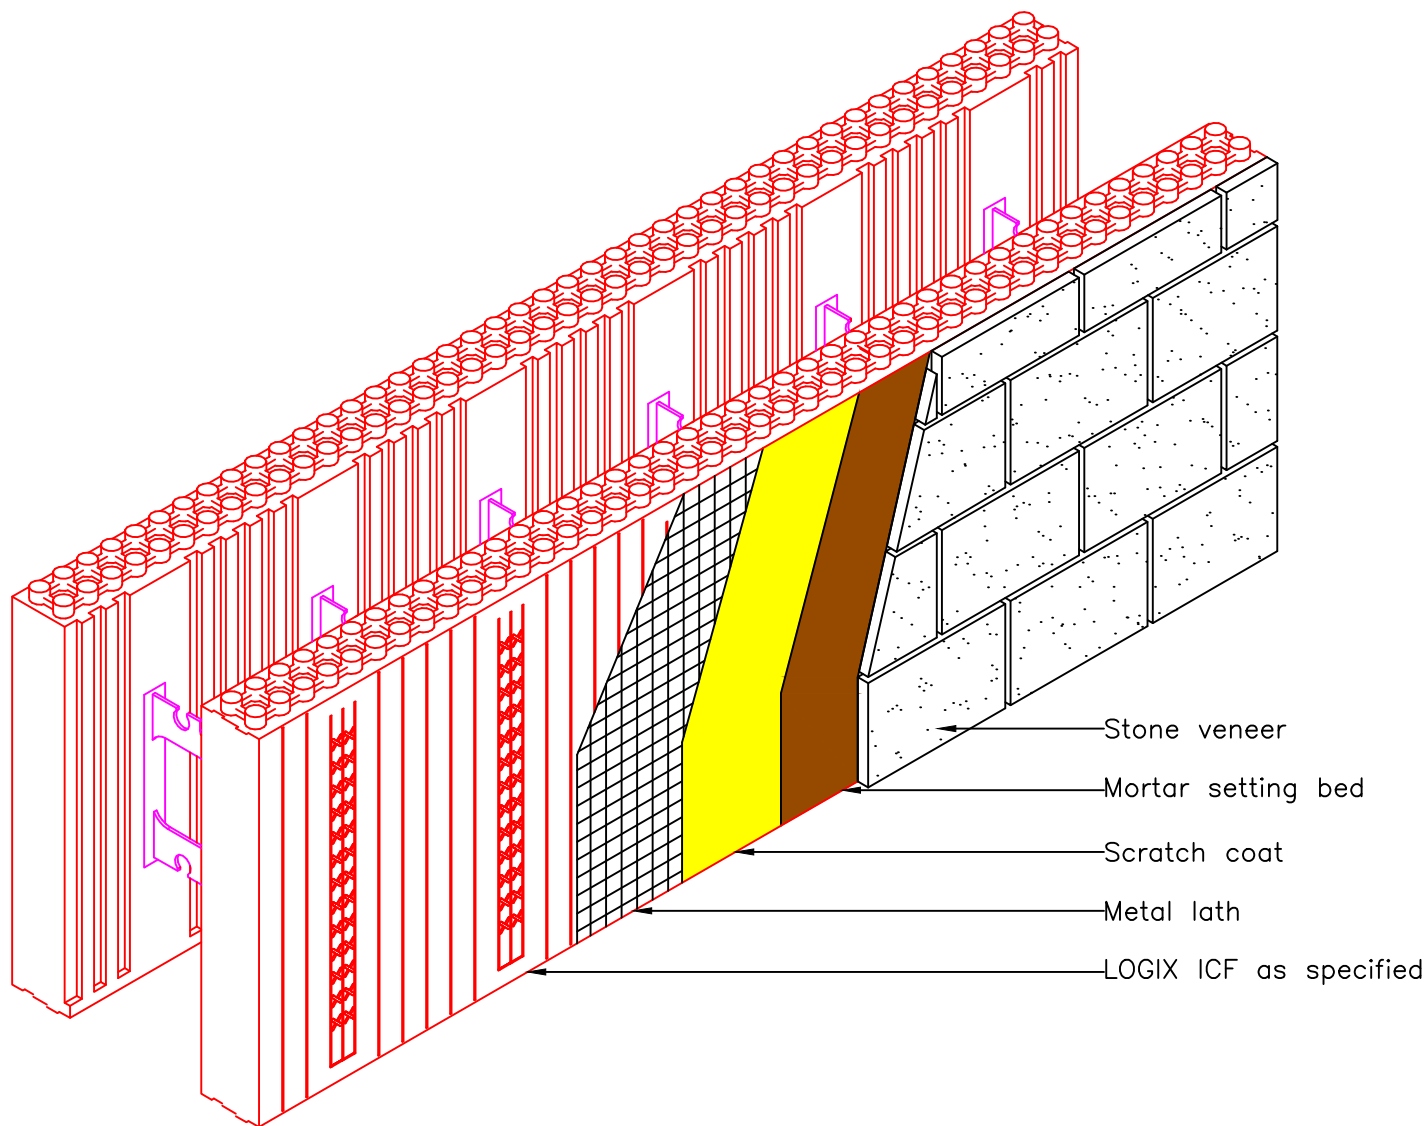 Stone veneer
Mortar setting bed
Scratch coat
Metal lath
LOGIX ICF as specified